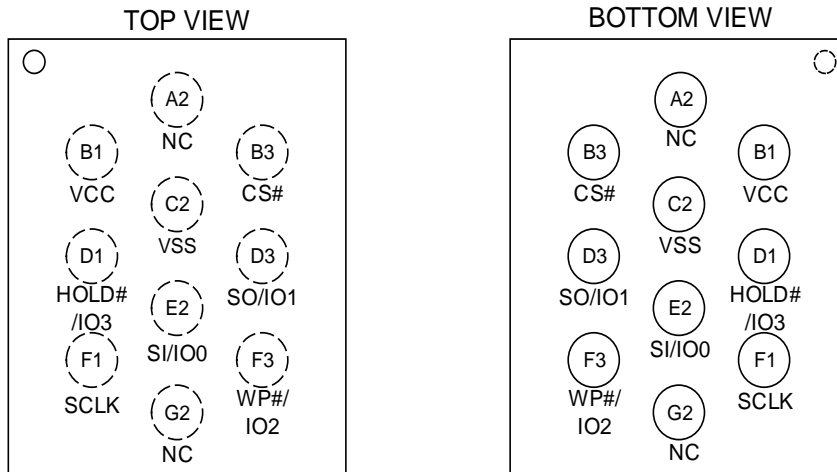 TOP VIEW
A2
NC
B1
VCC
B3
CS#
C2
VSS
D1
HOLD#
/IO3
D3
SO/IO1
E2
SI/IO0
F1
SCLK
F3
WP#/
IO2
G2
NC
BOTTOM VIEW
A2
NC
B3
CS#
B1
VCC
C2
VSS
D3
SO/IO1
D1
HOLD#
/IO3
E2
SI/IO0
F3
WP#/
IO2
F1
SCLK
G2
NC